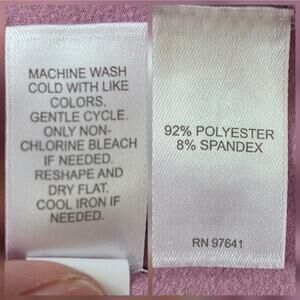 MACHINE WASH
COLD WITH LIKE
COLORS.
GENTLE CYCLE.
ONLY NON-
CHLORINE BLEACH
IF NEEDED.
RESHAPE AND
DRY FLAT.
COOL IRON IF
NEEDED.
92% POLYESTER
8% SPANDEX
RN 97641